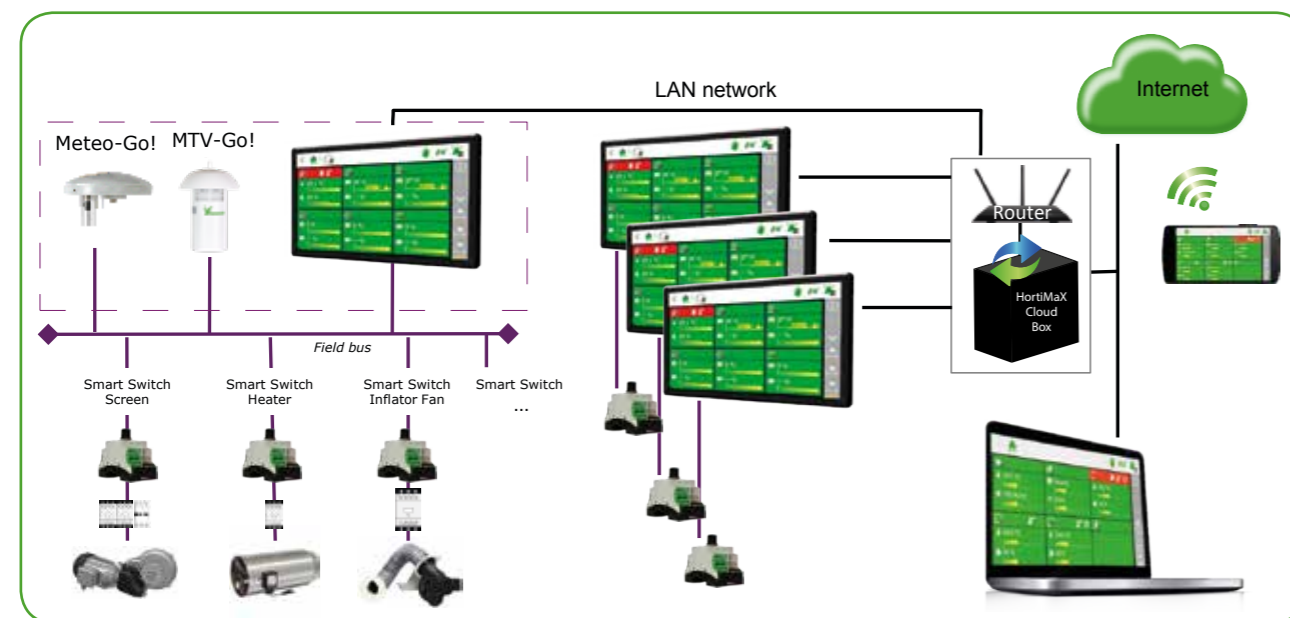 LAN network
Internet
Meteo-Go!
MTV-Go!
Router
HortiMaX
Cloud
Box
Field bus
Smart Switch
Screen
Smart Switch
Heater
Smart Switch
Inflator Fan
Smart Switch
...